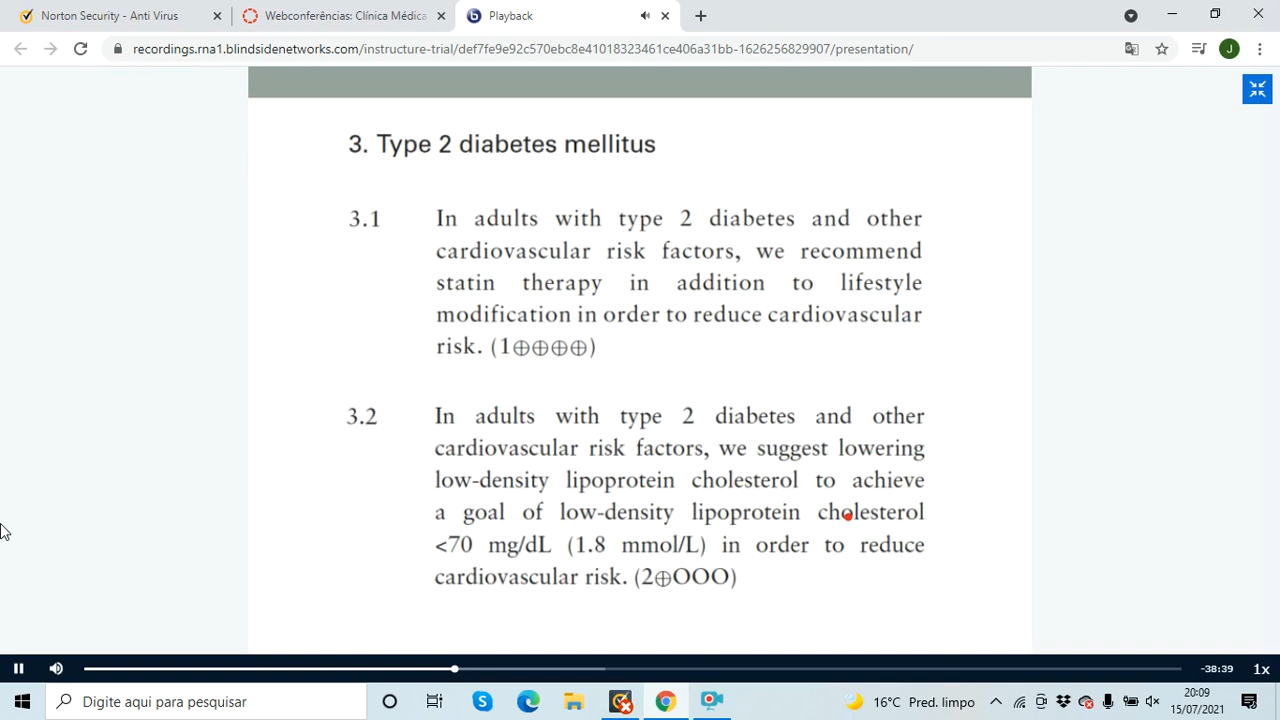 Norton Security - Anti Virus
Webconferências: Clínica Médica
Playback
recordings.rna1.blindsidenetworks.com/instructure-trial/def7fe9e92c570ebc8e41018323461ce406a31bb-1626256829907/presentation/
J
3. Type 2 diabetes mellitus
3.1 In adults with type 2 diabetes and other
cardiovascular risk factors, we recommend
statin therapy in addition to lifestyle
modification in order to reduce cardiovascular
risk. (1⊕⊕⊕⊕)
3.2 In adults with type 2 diabetes and other
cardiovascular risk factors, we suggest lowering
low-density lipoprotein cholesterol to achieve
a goal of low-density lipoprotein cholesterol
<70 mg/dL (1.8 mmol/L) in order to reduce
cardiovascular risk. (2⊕OOO)
-38:39 1x
Digite aqui para pesquisar
16°C Pred. limpo
20:09
15/07/2021